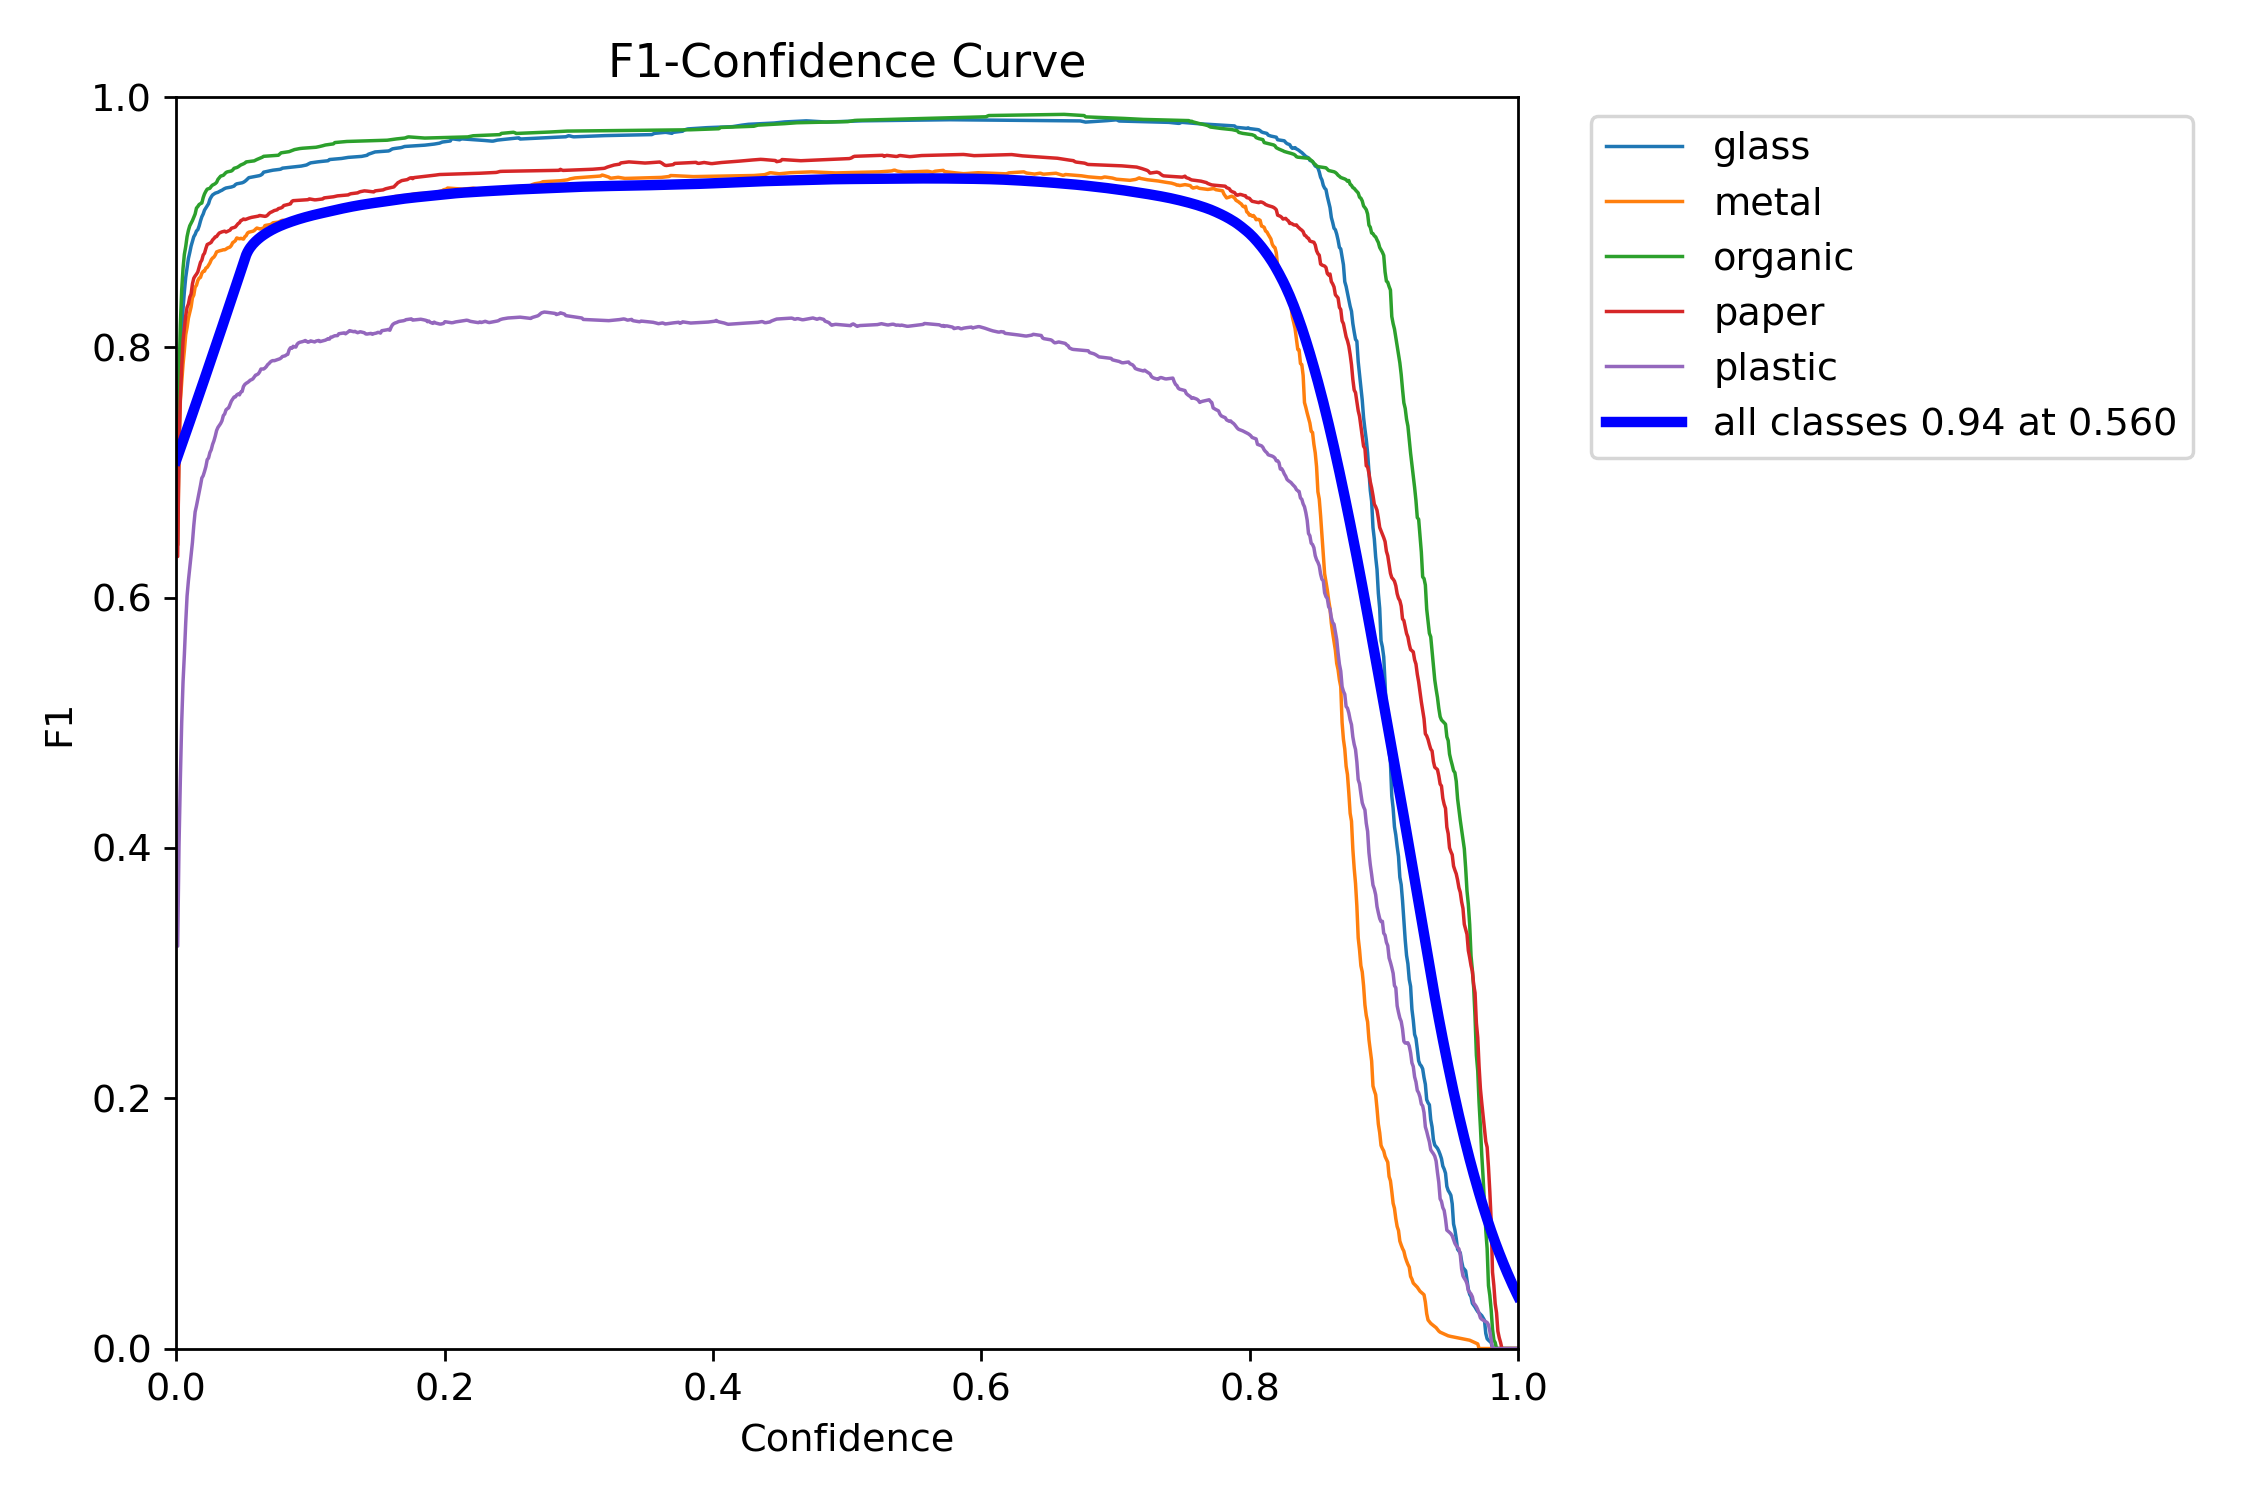 F1-Confidence Curve
1.0
0.8
0.6
0.4
0.2
0.0
F1
0.0 0.2 0.4 0.6 0.8 1.0
Confidence
glass
metal
organic
paper
plastic
all classes 0.94 at 0.560